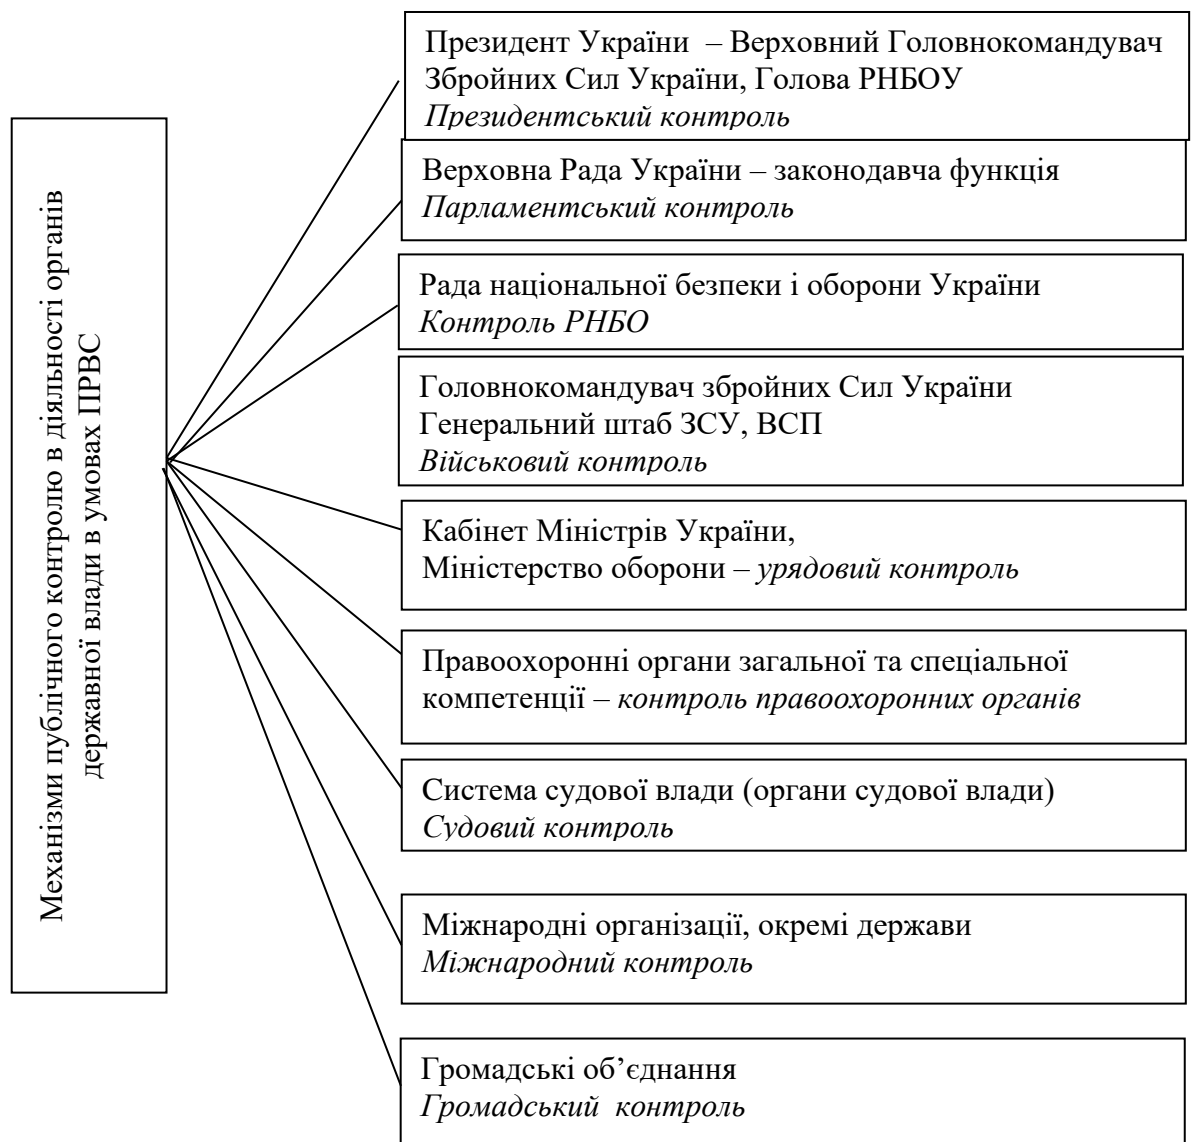 Механізми публічного контролю в діяльності органів
державної влади в умовах ПРВС
Президент України – Верховний Головнокомандувач
Збройних Сил України, Голова РНБОУ
Президентський контроль
Верховна Рада України – законодавча функція
Парламентський контроль
Рада національної безпеки і оборони України
Контроль РНБО
Головнокомандувач збройних Сил України
Генеральний штаб ЗСУ, ВСП
Військовий контроль
Кабінет Міністрів України,
Міністерство оборони – урядовий контроль
Правоохоронні органи загальної та спеціальної
компетенції – контроль правоохоронних органів
Система судової влади (органи судової влади)
Судовий контроль
Міжнародні організації, окремі держави
Міжнародний контроль
Громадські об’єднання
Громадський контроль